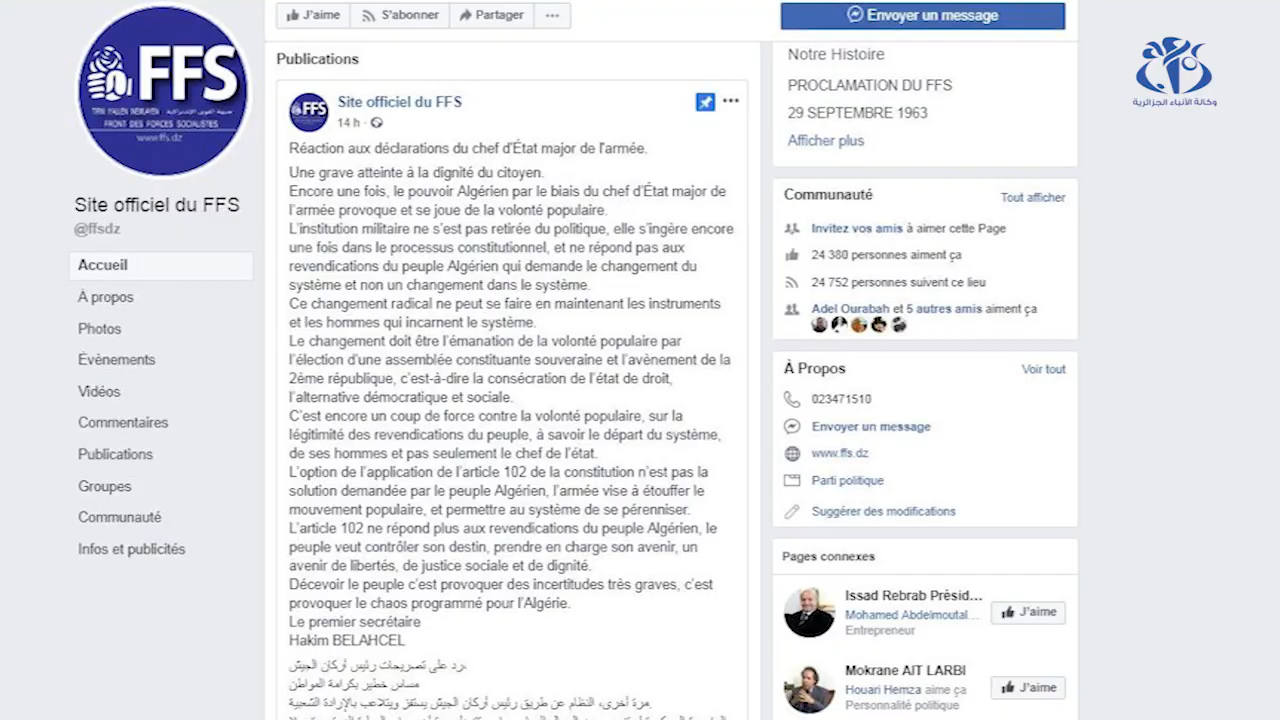 FFS
TIRNI YIƔALLEN INEMLAYEN
FRONT DES FORCES SOCIALISTES
www.ffs.dz
Site officiel du FFS
@ffsdz
Accueil
À propos
Photos
Évènements
Vidéos
Commentaires
Publications
Groupes
Communauté
Infos et publicités
J'aime
S'abonner
Partager
Publications
FFS
Site officiel du FFS
14 h
Réaction aux déclarations du chef d'État major de l'armée.
Une grave atteinte à la dignité du citoyen.
Encore une fois, le pouvoir Algérien par le biais du chef d'État major de
l'armée provoque et se joue de la volonté populaire.
L'institution militaire ne s'est pas retirée du politique, elle s'ingère encore
une fois dans le processus constitutionnel, et ne répond pas aux
revendications du peuple Algérien qui demande le changement du
système et non un changement dans le système.
Ce changement radical ne peut se faire en maintenant les instruments
et les hommes qui incarnent le système.
Le changement doit être l'émanation de la volonté populaire par
l'élection d'une assemblée constituante souveraine et l'avènement de la
2ème république, c'est-à-dire la consécration de l'état de droit,
l'alternative démocratique et sociale.
C'est encore un coup de force contre la volonté populaire, sur la
légitimité des revendications du peuple, à savoir le départ du système,
de ses hommes et pas seulement le chef de l'état.
L'option de l'application de l'article 102 de la constitution n'est pas la
solution demandée par le peuple Algérien, l'armée vise à étouffer le
mouvement populaire, et permettre au système de se pérenniser.
L'article 102 ne répond plus aux revendications du peuple Algérien, le
peuple veut contrôler son destin, prendre en charge son avenir, un
avenir de libertés, de justice sociale et de dignité.
Décevoir le peuple c'est provoquer des incertitudes très graves, c'est
provoquer le chaos programmé pour l'Algérie.
Le premier secrétaire
Hakim BELAHCEL
رد على تصريحات رئيس أركان الجيش.
مساس خطير بكرامة المواطن
مرة أخرى، النظام عن طريق رئيس أركان الجيش يستفز ويتلاعب بالإرادة الشعبية.
Envoyer un message
Notre Histoire
PROCLAMATION DU FFS
29 SEPTEMBRE 1963
Afficher plus
Communauté
Tout afficher
Invitez vos amis à aimer cette Page
24 380 personnes aiment ça
24 752 personnes suivent ce lieu
Adel Ourabah et 5 autres amis aiment ça
À Propos
Voir tout
023471510
Envoyer un message
www.ffs.dz
Parti politique
Suggérer des modifications
Pages connexes
Issad Rebrab Présid...
Mohamed Abdelmoutal...
Entrepreneur
J'aime
Mokrane AIT LARBI
Houari Hemza aime ça
Personnalité politique
J'aime
وكالة الأنباء الجزائرية